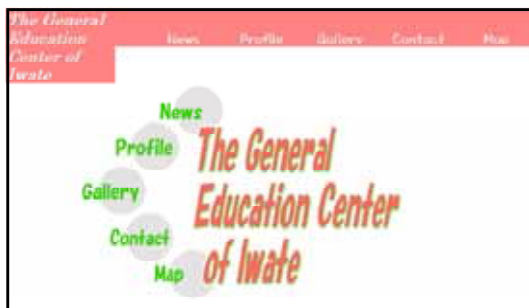 The General
Education
Center of
Iwate
News Profile Gallery Contact Map
News
Profile
Gallery
Contact
Map
The General
Education Center
of Iwate